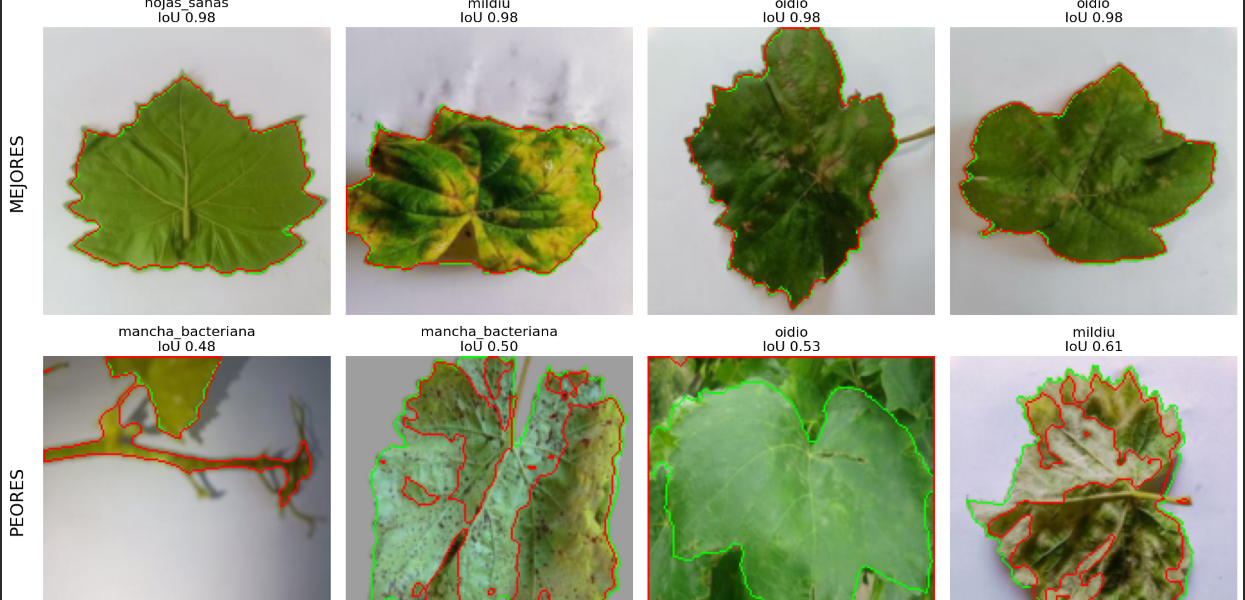 hojas_sanas
IoU 0.98
mildiu
IoU 0.98
oidio
IoU 0.98
oidio
IoU 0.98
MEJORES
mancha_bacteriana
IoU 0.48
mancha_bacteriana
IoU 0.50
oidio
IoU 0.53
mildiu
IoU 0.61
PEORES